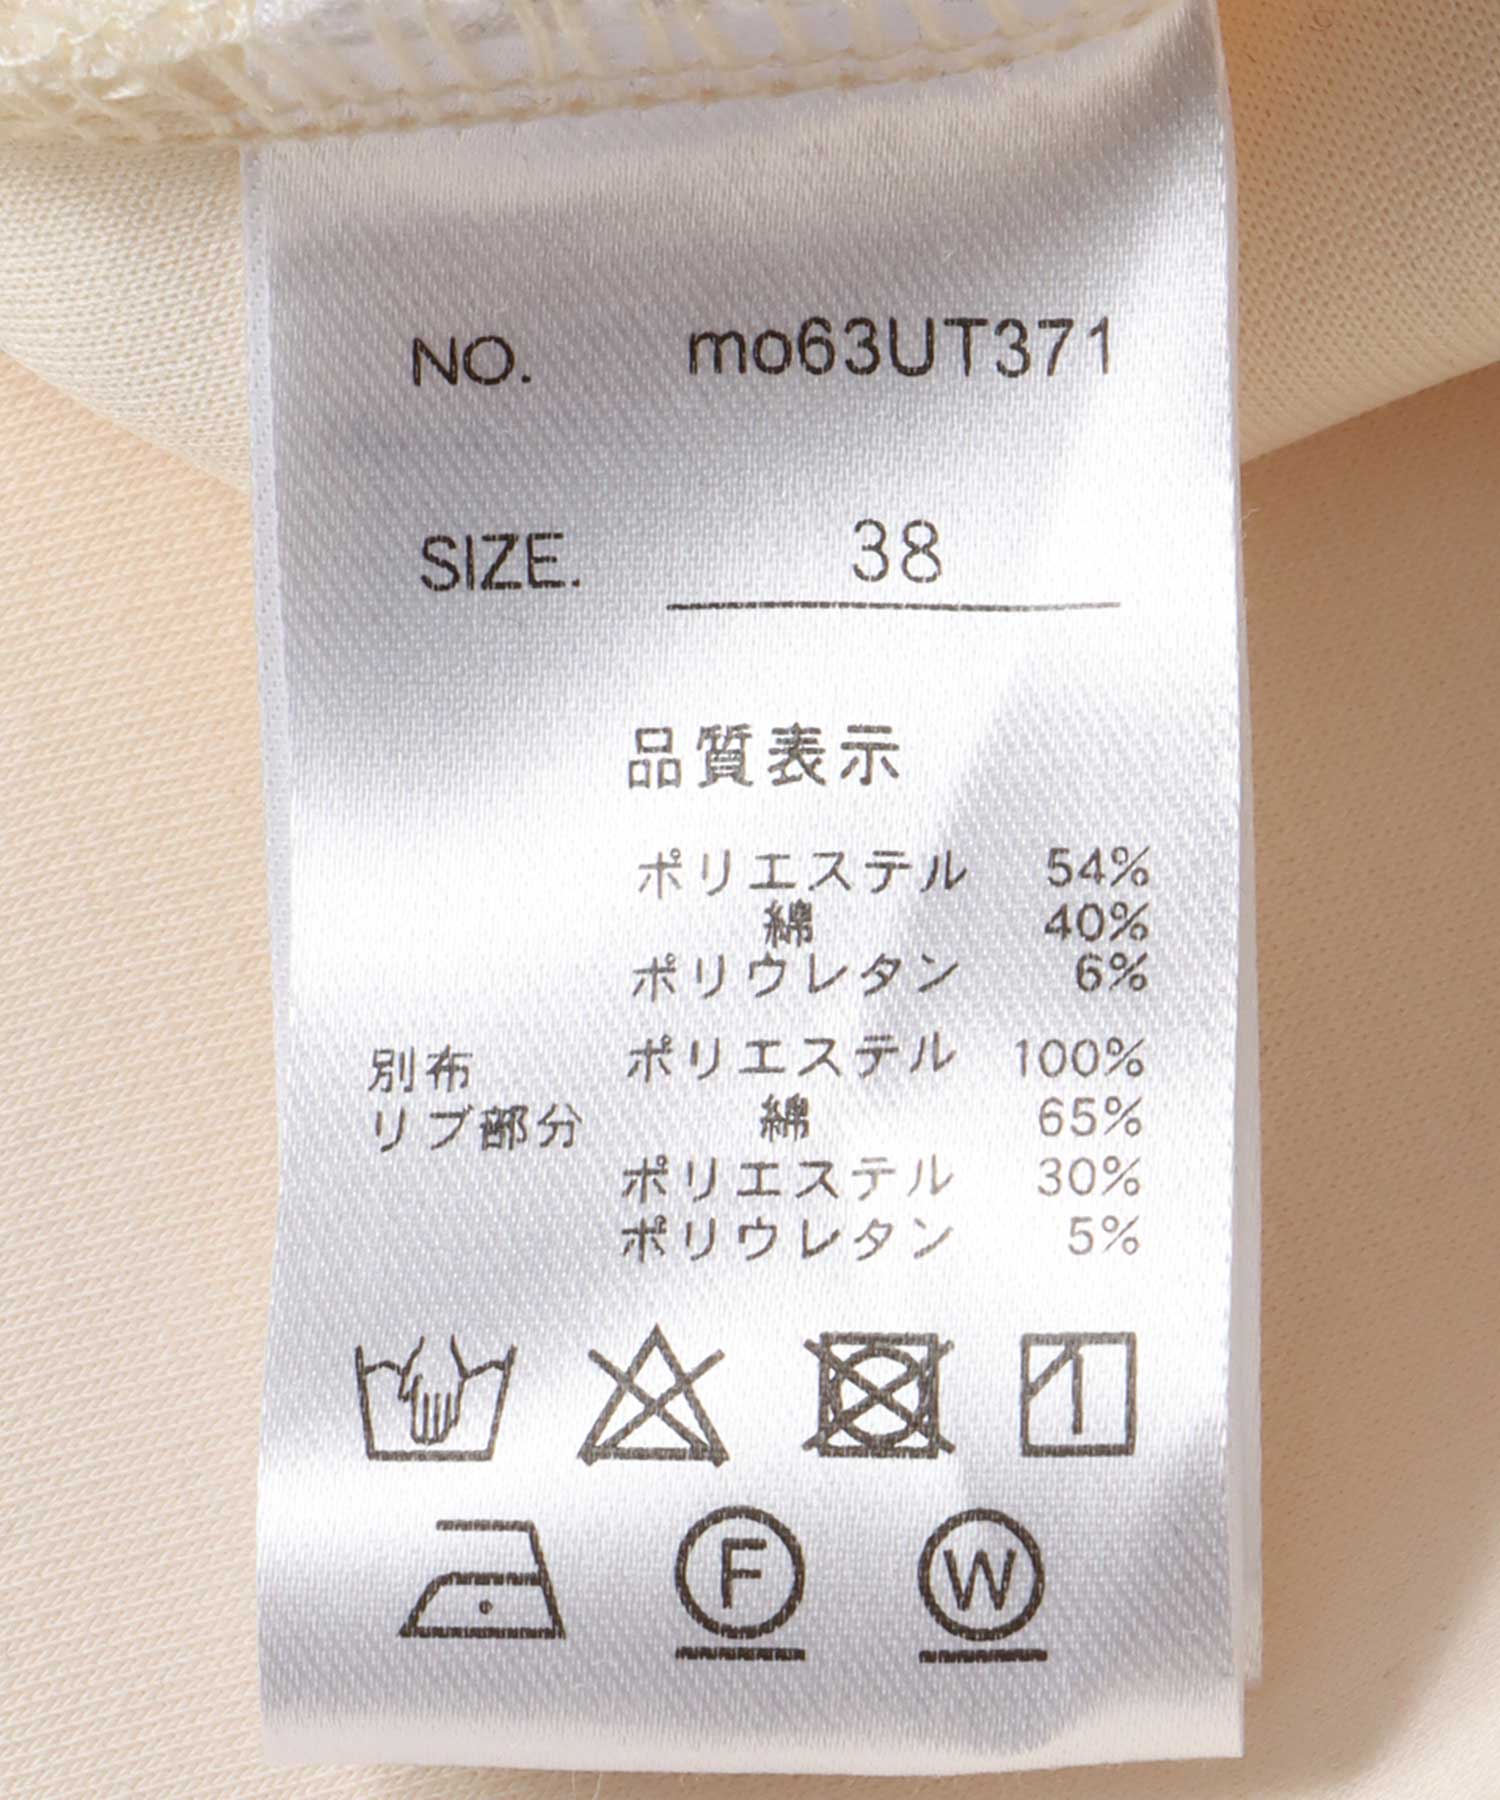 NO. mo63UT371
SIZE. 38
品質表示
ポリエステル 54%
綿 40%
ポリウレタン 6%
別布 ポリエステル 100%
リブ部分 綿 65%
ポリエステル 30%
ポリウレタン 5%
F W